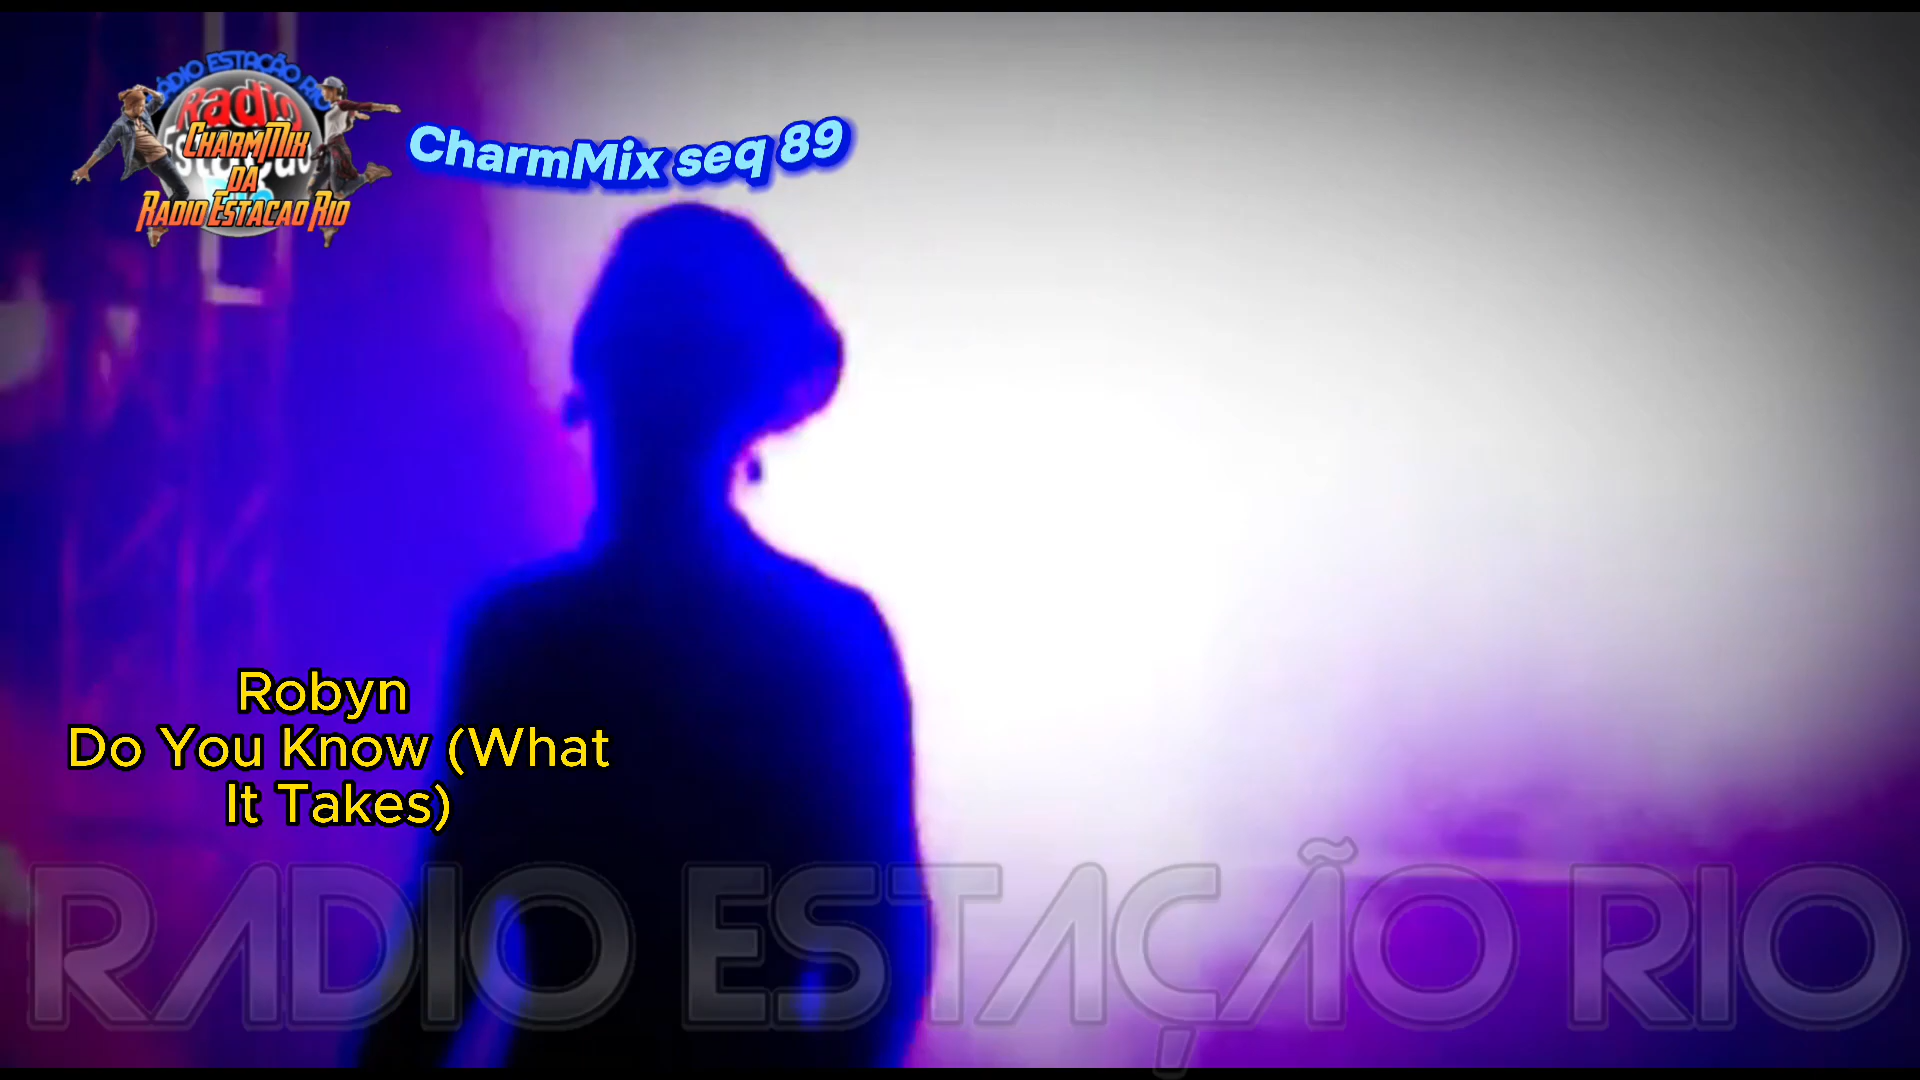 RÁDIO ESTAÇÃO RIO
Radio
CHARMMIX
DA
RADIO ESTACAO RIO
CharmMix seq 89
Robyn
Do You Know (What
It Takes)
RADIO ESTAÇÃO RIO